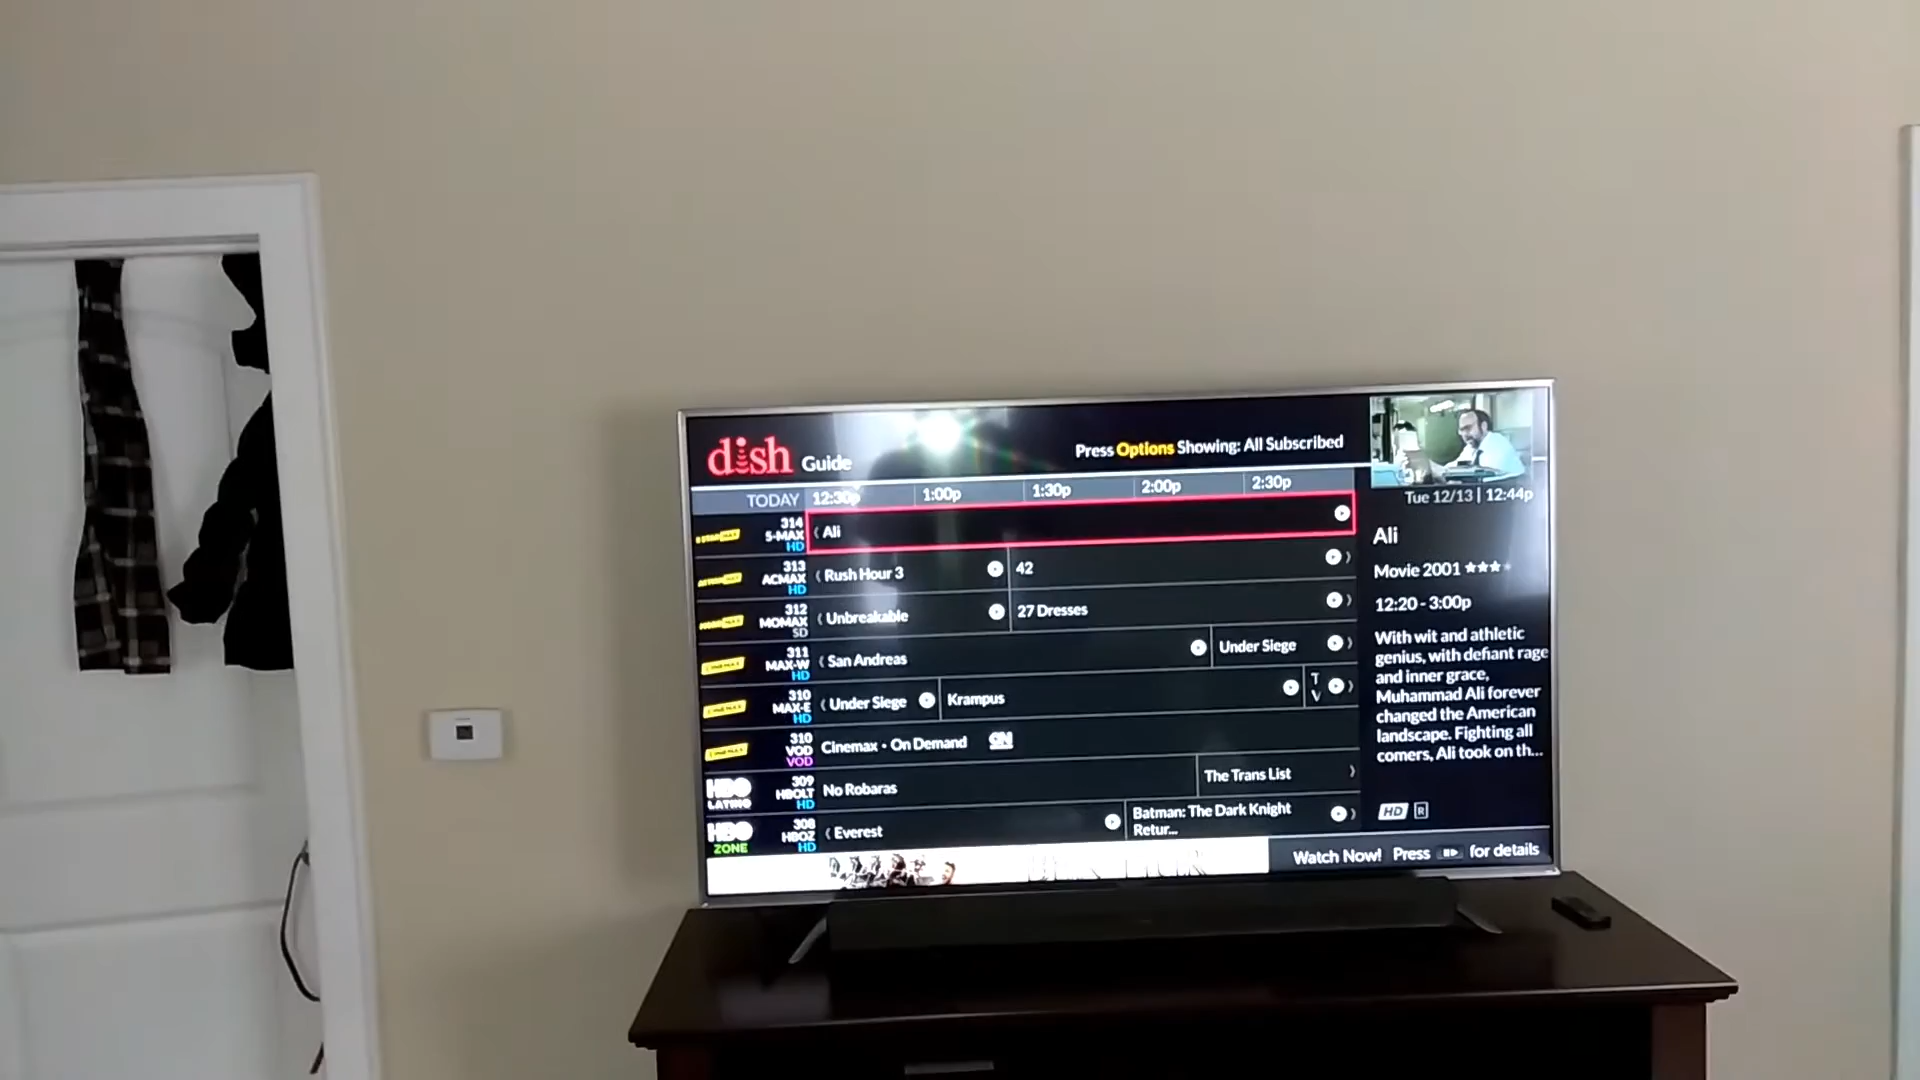 dish Guide
Press Options Showing: All Subscribed
TODAY 12:30p 1:00p 1:30p 2:00p 2:30p
Tue 12/13 | 12:44p
314
5-MAX
HD
Ali
313
ACMAX
HD
Rush Hour 3
42
312
MOMAX
SD
Unbreakable
27 Dresses
311
MAX-W
HD
San Andreas
Under Siege
310
MAX-E
HD
Under Siege
Krampus
T
V
310
VOD
VOD
Cinemax • On Demand
ON
HBO
LATINO
309
HBOLT
HD
No Robaras
The Trans List
HBO
ZONE
308
HBOZ
HD
Everest
Batman: The Dark Knight
Retur...
Ali
Movie 2001
12:20 - 3:00p
With wit and athletic
genius, with defiant rage
and inner grace,
Muhammad Ali forever
changed the American
landscape. Fighting all
comers, Ali took on th...
HD R
Watch Now! Press for details